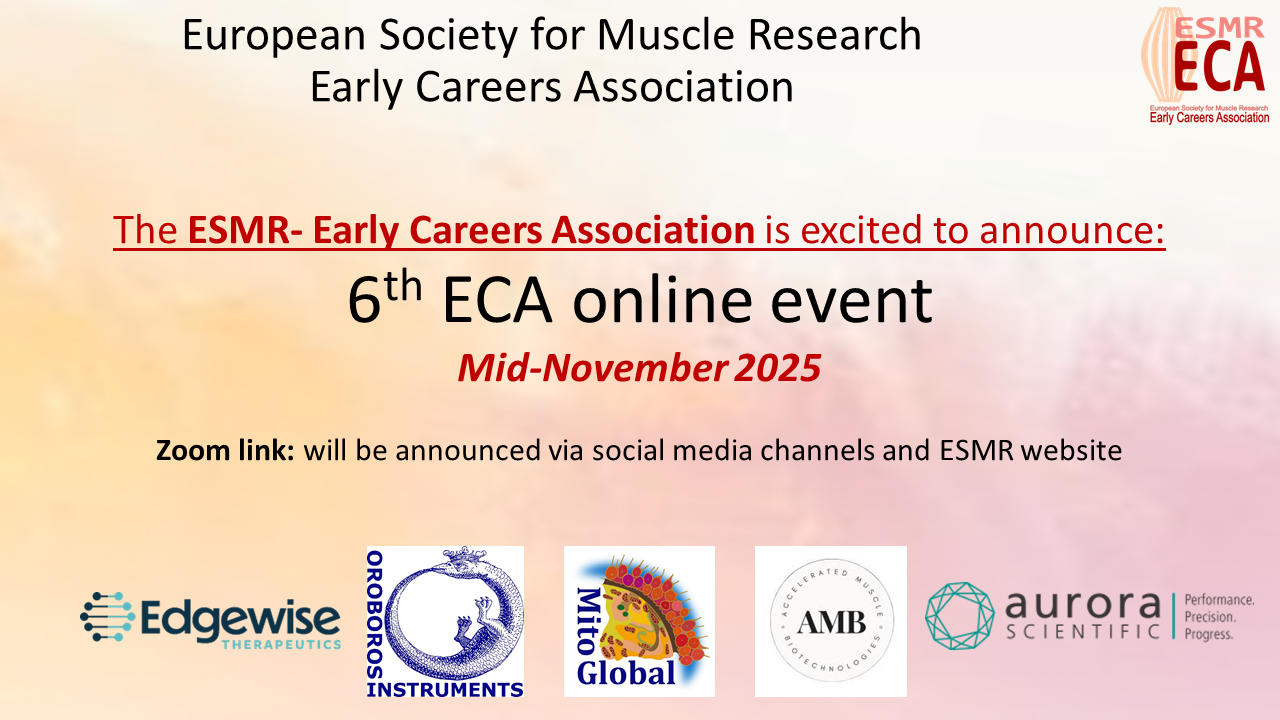 European Society for Muscle Research
Early Careers Association
ESMR
ECA
European Society for Muscle Research
Early Careers Association
The ESMR- Early Careers Association is excited to announce:
6th ECA online event
Mid-November 2025
Zoom link: will be announced via social media channels and ESMR website
Edgewise
THERAPEUTICS
OROBOROS
INSTRUMENTS
Mito
Global
ACCELERATED MUSCLE
AMB
BIOTECHNOLOGIES
aurora
SCIENTIFIC
Performance.
Precision.
Progress.